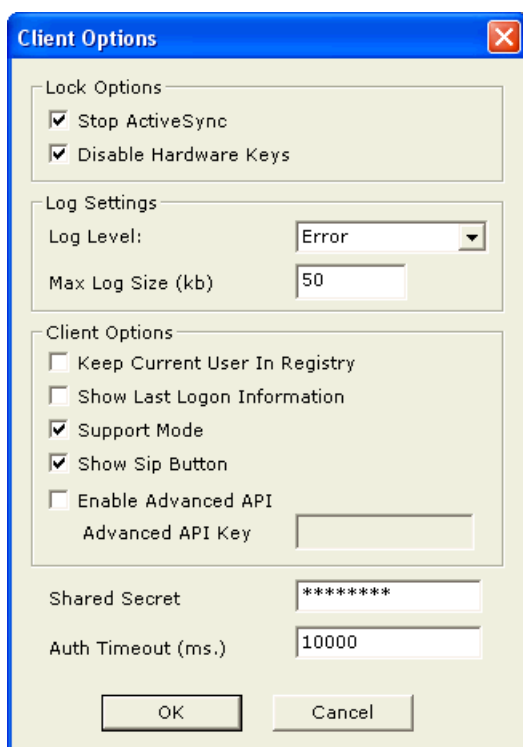 Client Options
Lock Options
Stop ActiveSync
Disable Hardware Keys
Log Settings
Log Level: Error
Max Log Size (kb) 50
Client Options
Keep Current User In Registry
Show Last Logon Information
Support Mode
Show Sip Button
Enable Advanced API
Advanced API Key
Shared Secret ********
Auth Timeout (ms.) 10000
OK Cancel